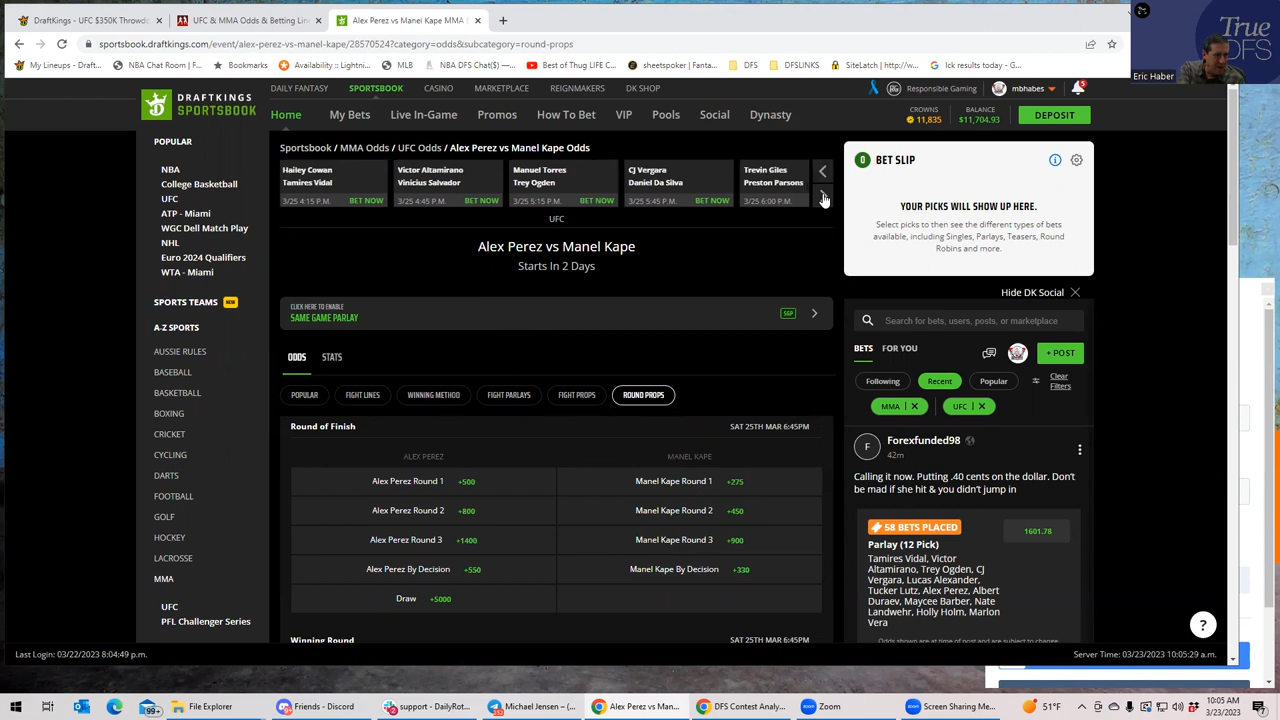 DraftKings - UFC $350K Throwdo
UFC & MMA Odds & Betting Lin
Alex Perez vs Manel Kape MMA
sportsbook.draftkings.com/event/alex-perez-vs-manel-kape/28570524?category=odds&subcategory=round-props
My Lineups - Draft...
NBA Chat Room | F...
Bookmarks
Availability :: Lightni...
MLB
NBA DFS Chat($) -...
Best of Thug LIFE C...
sheetspoker | Fanta...
DFS
DFSLINKS
SiteLatch | http://w...
Ick results today - G...
True
DFS
Eric Haber
DRAFTKINGS
SPORTSBOOK
DAILY FANTASY
SPORTSBOOK
CASINO
MARKETPLACE
REIGNMAKERS
DK SHOP
Responsible Gaming
mbhabes
5
Home
My Bets
Live In-Game
Promos
How To Bet
VIP
Pools
Social
Dynasty
CROWNS
11,835
BALANCE
$11,704.93
DEPOSIT
POPULAR
NBA
College Basketball
UFC
ATP - Miami
WGC Dell Match Play
NHL
Euro 2024 Qualifiers
WTA - Miami
SPORTS TEAMS NEW
A-Z SPORTS
AUSSIE RULES
BASEBALL
BASKETBALL
BOXING
CRICKET
CYCLING
DARTS
FOOTBALL
GOLF
HOCKEY
LACROSSE
MMA
UFC
PFL Challenger Series
Sportsbook / MMA Odds / UFC Odds / Alex Perez vs Manel Kape Odds
Hailey Cowan
Tamires Vidal
3/25 4:15 P.M. BET NOW
Victor Altamirano
Vinicius Salvador
3/25 4:45 P.M. BET NOW
Manuel Torres
Trey Ogden
3/25 5:15 P.M. BET NOW
CJ Vergara
Daniel Da Silva
3/25 5:45 P.M. BET NOW
Trevin Giles
Preston Parsons
3/25 6:00 P.M.
UFC
Alex Perez vs Manel Kape
Starts In 2 Days
CLICK HERE TO ENABLE
SAME GAME PARLAY
SGP
ODDS
STATS
POPULAR
FIGHT LINES
WINNING METHOD
FIGHT PARLAYS
FIGHT PROPS
ROUND PROPS
Round of Finish
SAT 25TH MAR 6:45PM
ALEX PEREZ
MANEL KAPE
Alex Perez Round 1 +500
Manel Kape Round 1 +275
Alex Perez Round 2 +800
Manel Kape Round 2 +450
Alex Perez Round 3 +1400
Manel Kape Round 3 +900
Alex Perez By Decision +550
Manel Kape By Decision +330
Draw +5000
Winning Round
SAT 25TH MAR 6:45PM
0 BET SLIP
YOUR PICKS WILL SHOW UP HERE.
Select picks to then see the different types of bets
available, including Singles, Parlays, Teasers, Round
Robins and more.
Hide DK Social
Search for bets, users, posts, or marketplace
BETS
FOR YOU
+ POST
Following
Recent
Popular
Clear
Filters
MMA
UFC
F
Forexfunded98
42m
Calling it now. Putting .40 cents on the dollar. Don't
be mad if she hit & you didn't jump in
58 BETS PLACED
1601.78
Parlay (12 Pick)
Tamires Vidal, Victor
Altamirano, Trey Ogden, CJ
Vergara, Lucas Alexander,
Tucker Lutz, Alex Perez, Albert
Duraev, Maycee Barber, Nate
Landwehr, Holly Holm, Marlon
Vera
Odds shown are at time of post and are subject to change
?
Last Login: 03/22/2023 8:04:49 p.m.
Server Time: 03/23/2023 10:05:29 a.m.
99+
File Explorer
Friends - Discord
support - DailyRot...
Michael Jensen – (...
Alex Perez vs Man...
DFS Contest Analy...
Zoom
Screen Sharing Me...
51°F
10:05 AM
3/23/2023
7